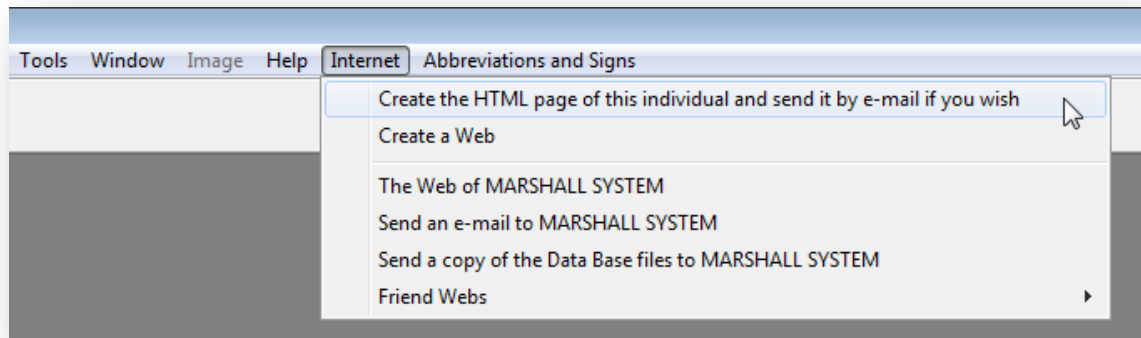 Tools Window Image Help Internet Abbreviations and Signs
Create the HTML page of this individual and send it by e-mail if you wish
Create a Web
The Web of MARSHALL SYSTEM
Send an e-mail to MARSHALL SYSTEM
Send a copy of the Data Base files to MARSHALL SYSTEM
Friend Webs